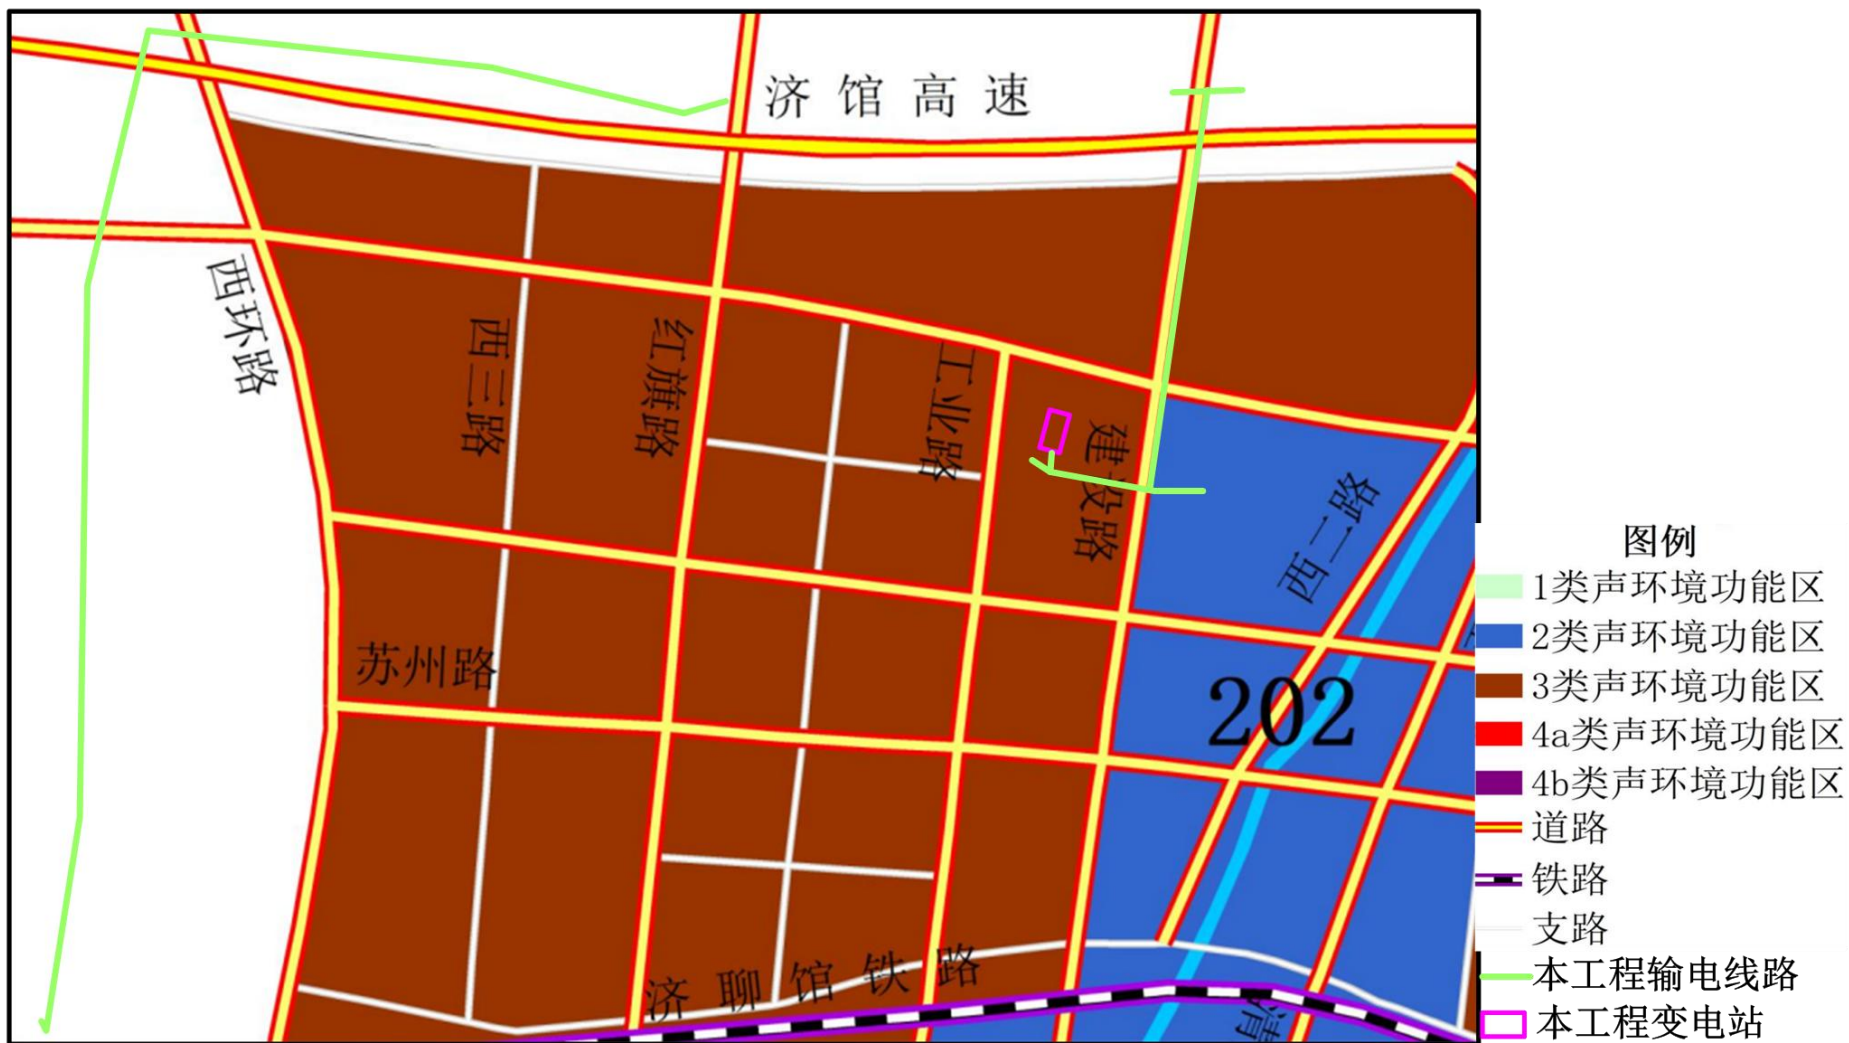 济馆高速
西环路
西三路
红旗路
工业路
建设路
西二路
苏州路
202
济聊馆铁路
清
图例
1类声环境功能区
2类声环境功能区
3类声环境功能区
4a类声环境功能区
4b类声环境功能区
道路
铁路
支路
本工程输电线路
本工程变电站